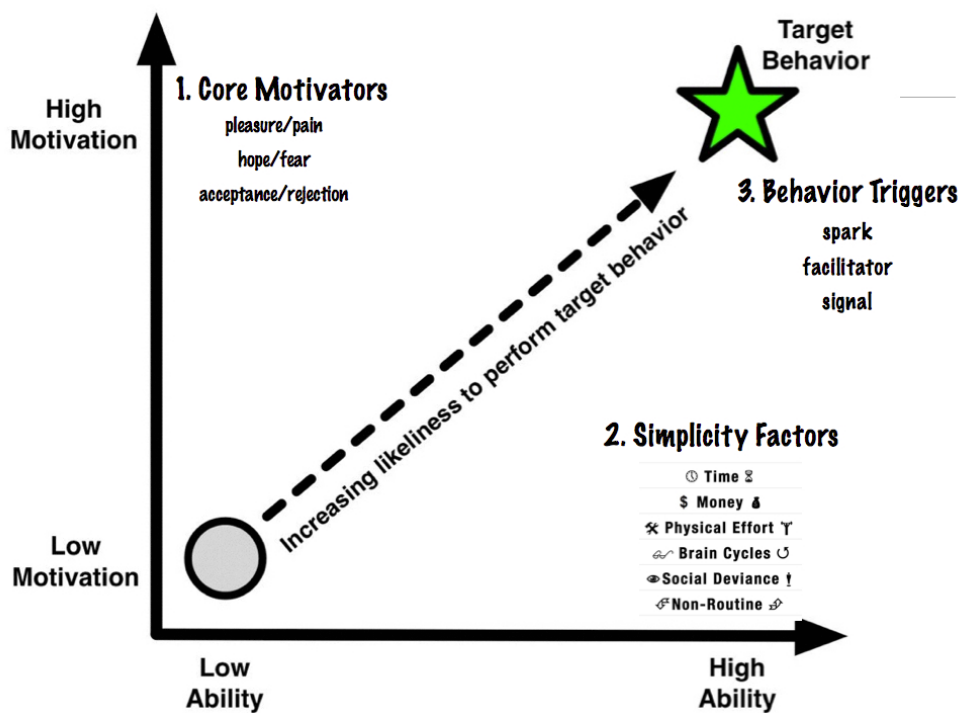 Target
Behavior
High
Motivation
1. Core Motivators
pleasure/pain
hope/fear
acceptance/rejection
3. Behavior Triggers
spark
facilitator
signal
Increasing likeliness to perform target behavior
2. Simplicity Factors
Time
$ Money
Physical Effort
Brain Cycles
Social Deviance
Non-Routine
Low
Motivation
Low
Ability
High
Ability